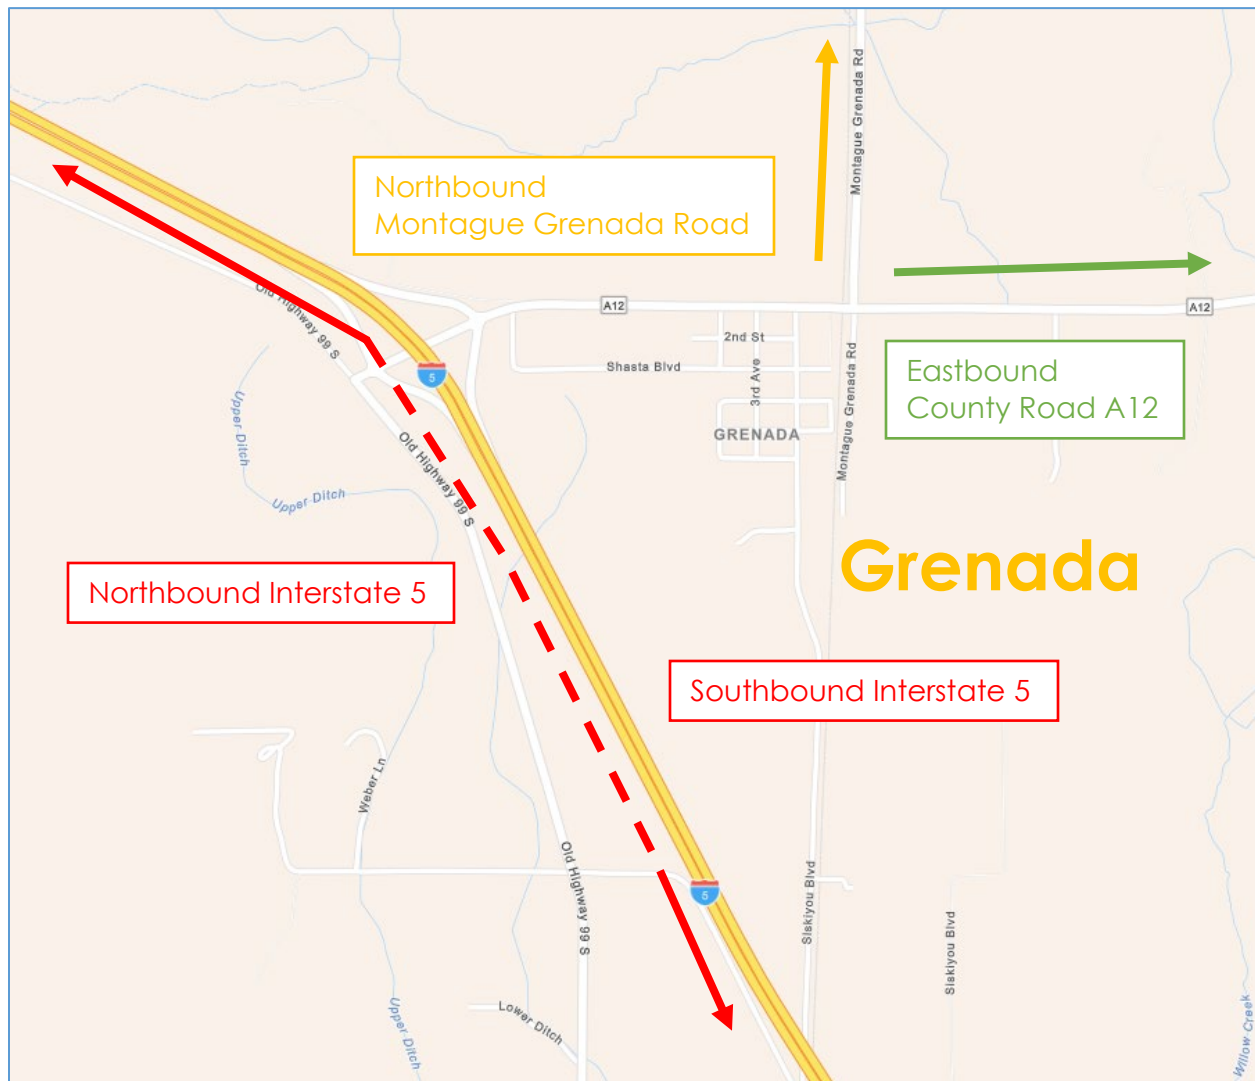 Montague Grenada Rd
Northbound
Montague Grenada Road
Old Highway 99 S
A12
A12
2nd St
Shasta Blvd
3rd Ave
5
Montague Grenada Rd
Eastbound
County Road A12
Upper Ditch
GRENADA
Old Highway 99 S
Upper Ditch
Grenada
Northbound Interstate 5
Southbound Interstate 5
Weber Ln
Old Highway 99 S
5
Siskiyou Blvd
Siskiyou Blvd
Upper Ditch
Lower Ditch
Willow Creek